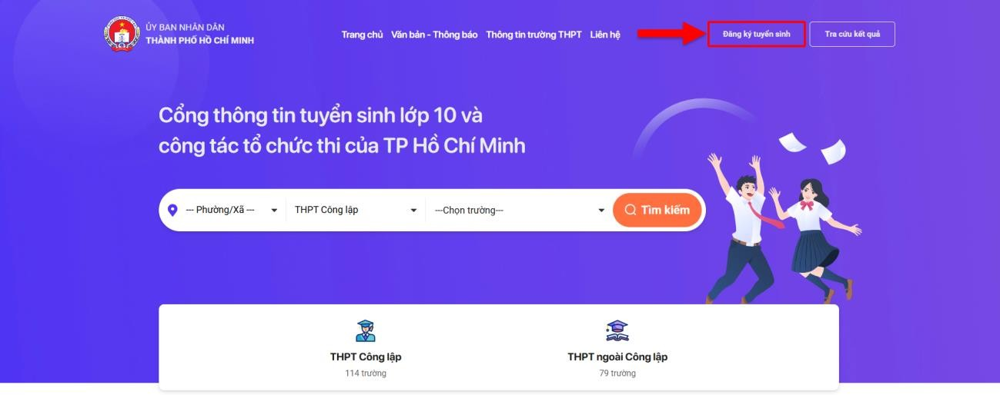 ỦY BAN NHÂN DÂN
THÀNH PHỐ HỒ CHÍ MINH
Trang chủ Văn bản - Thông báo Thông tin trường THPT Liên hệ Đăng ký tuyển sinh Tra cứu kết quả
Cổng thông tin tuyển sinh lớp 10 và
công tác tổ chức thi của TP Hồ Chí Minh
--- Phường/Xã --- THPT Công lập ---Chọn trường--- Tìm kiếm
THPT Công lập THPT ngoài Công lập
114 trường 79 trường